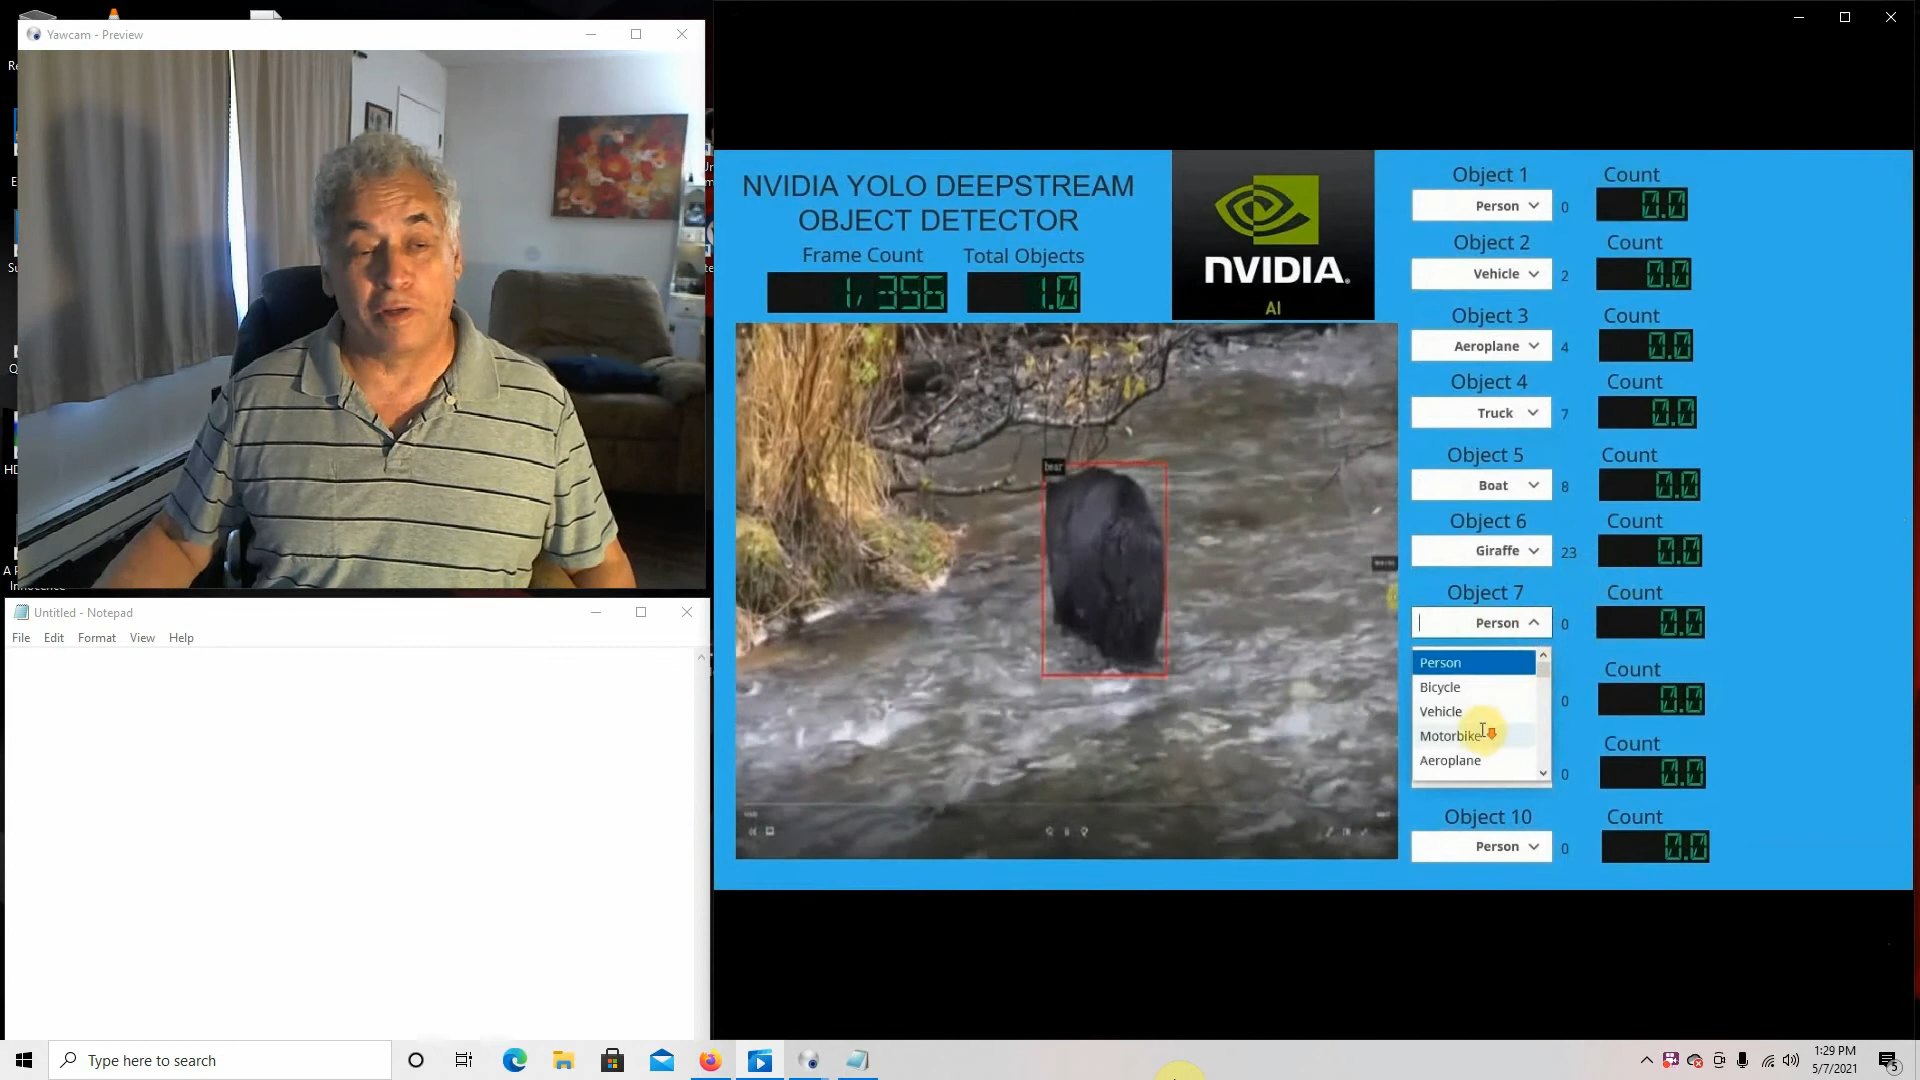 Yawcam - Preview
Untitled - Notepad
File Edit Format View Help
NVIDIA YOLO DEEPSTREAM
OBJECT DETECTOR
Frame Count Total Objects
1,356 1.0
NVIDIA.
AI
bear
Object 1 Count
Person 0 0.0
Object 2 Count
Vehicle 2 0.0
Object 3 Count
Aeroplane 4 0.0
Object 4 Count
Truck 7 0.0
Object 5 Count
Boat 8 0.0
Object 6 Count
Giraffe 23 0.0
Object 7 Count
Person 0 0.0
Person
Bicycle
Vehicle
Motorbike
Aeroplane
Count
0 0.0
Count
0 0.0
Object 10 Count
Person 0 0.0
Type here to search
1:29 PM
5/7/2021
5